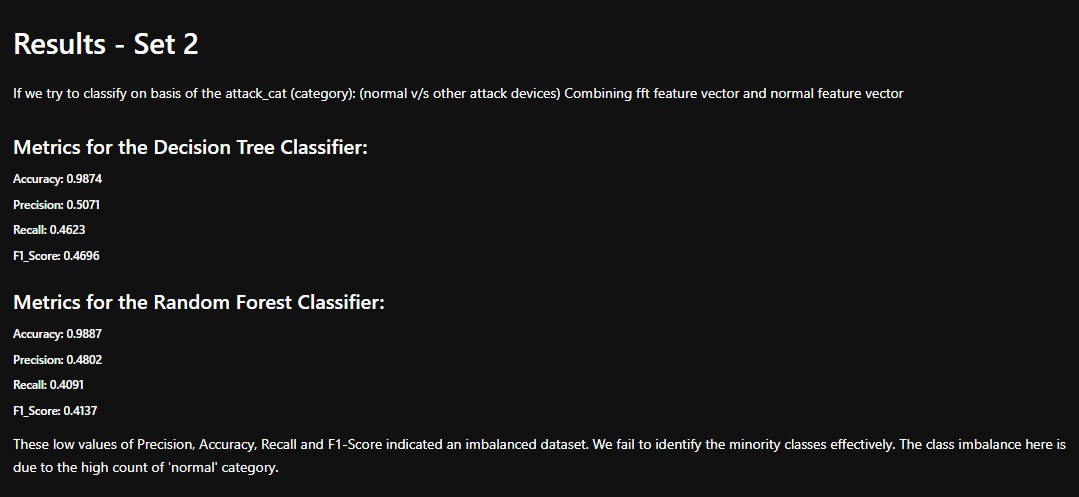 Results - Set 2
If we try to classify on basis of the attack_cat (category): (normal v/s other attack devices) Combining fft feature vector and normal feature vector
Metrics for the Decision Tree Classifier:
Accuracy: 0.9874
Precision: 0.5071
Recall: 0.4623
F1_Score: 0.4696
Metrics for the Random Forest Classifier:
Accuracy: 0.9887
Precision: 0.4802
Recall: 0.4091
F1_Score: 0.4137
These low values of Precision, Accuracy, Recall and F1-Score indicated an imbalanced dataset. We fail to identify the minority classes effectively. The class imbalance here is
due to the high count of 'normal' category.